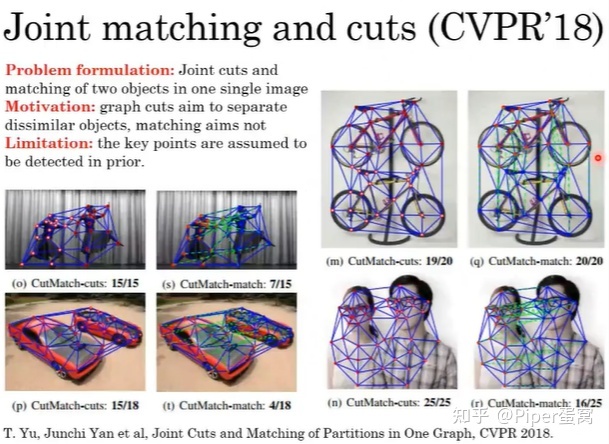 Joint matching and cuts (CVPR'18)
Problem formulation: Joint cuts and
matching of two objects in one single image
Motivation: graph cuts aim to separate
dissimilar objects, matching aims not
Limitation: the key points are assumed to
be detected in prior.
(m) CutMatch-cuts: 19/20
(q) CutMatch-match: 20/20
(o) CutMatch-cuts: 15/15
(s) CutMatch-match: 7/15
(p) CutMatch-cuts: 15/18
(t) CutMatch-match: 4/18
(n) CutMatch-cuts: 25/25
(r) CutMatch-match: 16/25
知乎 @Piper蛋窝
T. Yu, Junchi Yan et al, Joint Cuts and Matching of Partitions in One Graph, CVPR 2018.